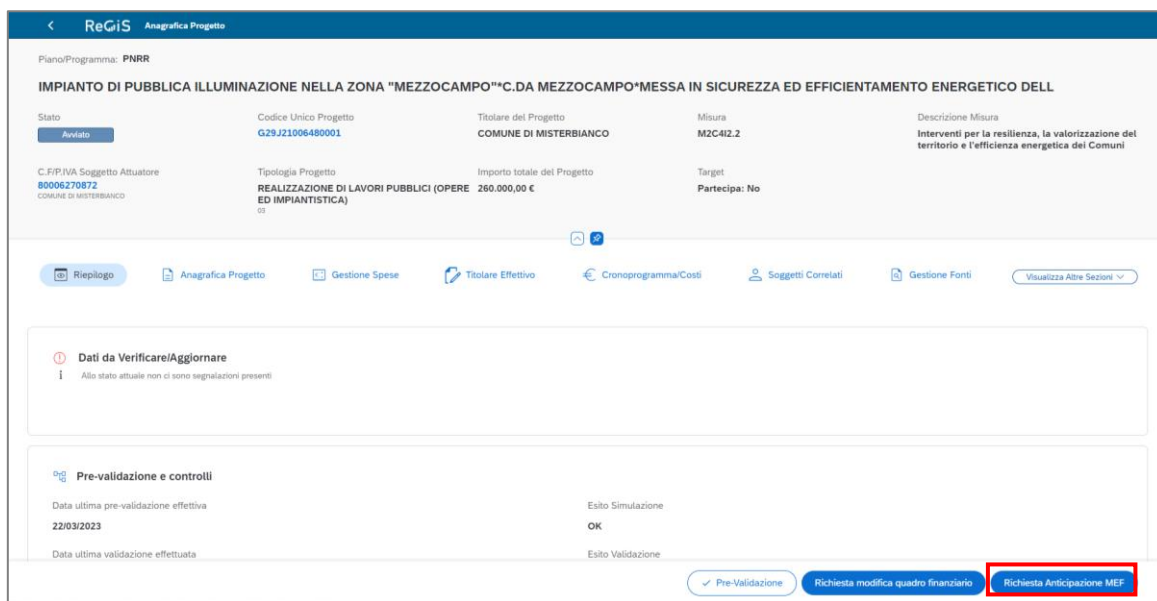 ReGiS Anagrafica Progetto
Piano/Programma: PNRR
IMPIANTO DI PUBBLICA ILLUMINAZIONE NELLA ZONA "MEZZOCAMPO"*C.DA MEZZOCAMPO*MESSA IN SICUREZZA ED EFFICIENTAMENTO ENERGETICO DELL
Stato Codice Unico Progetto Titolare del Progetto Misura Descrizione Misura
Avviato G29J21006480001 COMUNE DI MISTERBIANCO M2C4I2.2 Interventi per la resilienza, la valorizzazione del
territorio e l'efficienza energetica dei Comuni
C.F/P.IVA Soggetto Attuatore Tipologia Progetto Importo totale del Progetto Target
80006270872 REALIZZAZIONE DI LAVORI PUBBLICI (OPERE 260.000,00 € Partecipa: No
COMUNE DI MISTERBIANCO ED IMPIANTISTICA)
03
Riepilogo Anagrafica Progetto Gestione Spese Titolare Effettivo Cronoprogramma/Costi Soggetti Correlati Gestione Fonti Visualizza Altre Sezioni
Dati da Verificare/Aggiornare
Allo stato attuale non ci sono segnalazioni presenti
Pre-validazione e controlli
Data ultima pre-validazione effettiva Esito Simulazione
22/03/2023 OK
Data ultima validazione effettuata Esito Validazione
Pre-Validazione Richiesta modifica quadro finanziario Richiesta Anticipazione MEF